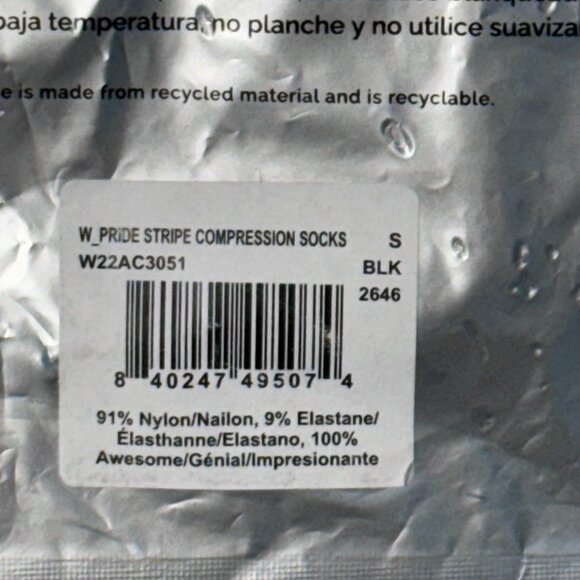 baja temperatura, no planche y no utilice suaviza
e is made from recycled material and is recyclable.
W_PRIDE STRIPE COMPRESSION SOCKS S
W22AC3051 BLK
2646
8 40247 49507 4
91% Nylon/Nailon, 9% Elastane/
Élasthanne/Elastano, 100%
Awesome/Génial/Impresionante